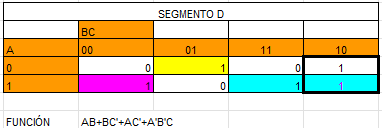 SEGMENTO D
BC
A 00 01 11 10
0 0 1 0 1
1 1 0 1 1
FUNCIÓN AB+BC'+AC'+A'B'C